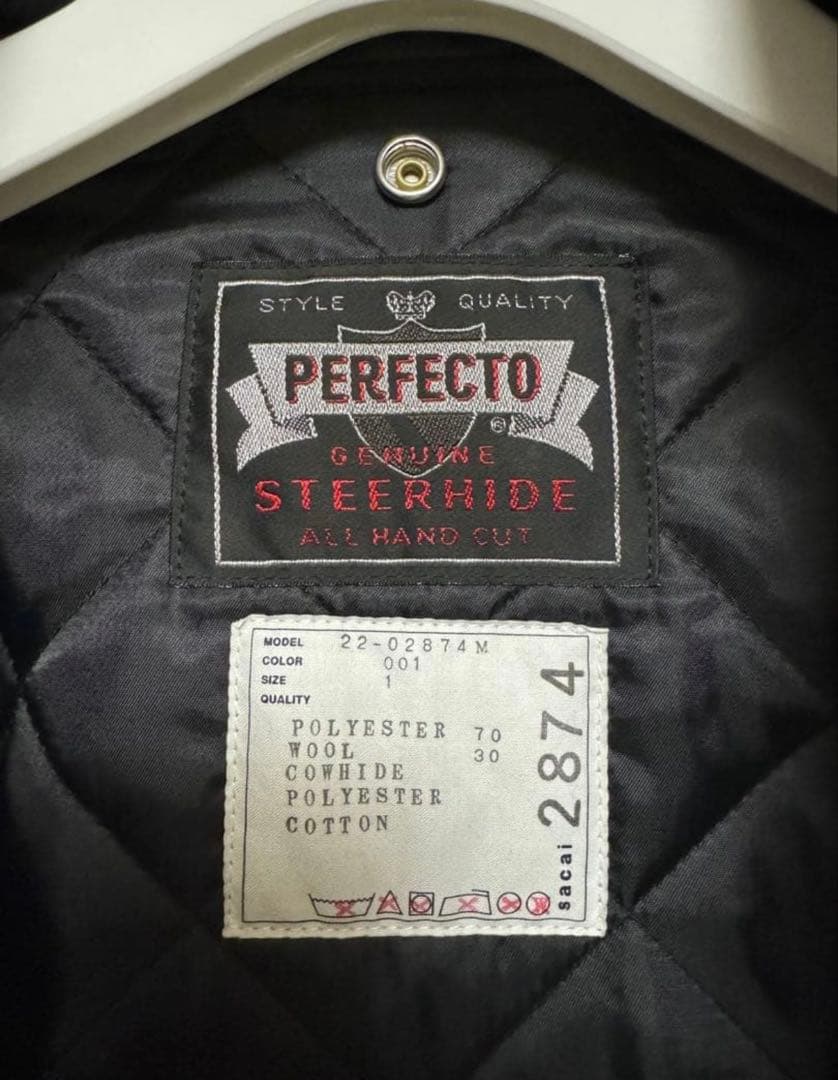 STYLE QUALITY
PERFECTO
®
GENUINE
STEERHIDE
ALL HAND CUT
MODEL 22-02874M
COLOR 001
SIZE 1
QUALITY
POLYESTER 70
WOOL 30
COWHIDE
POLYESTER
COTTON
sacai 2874